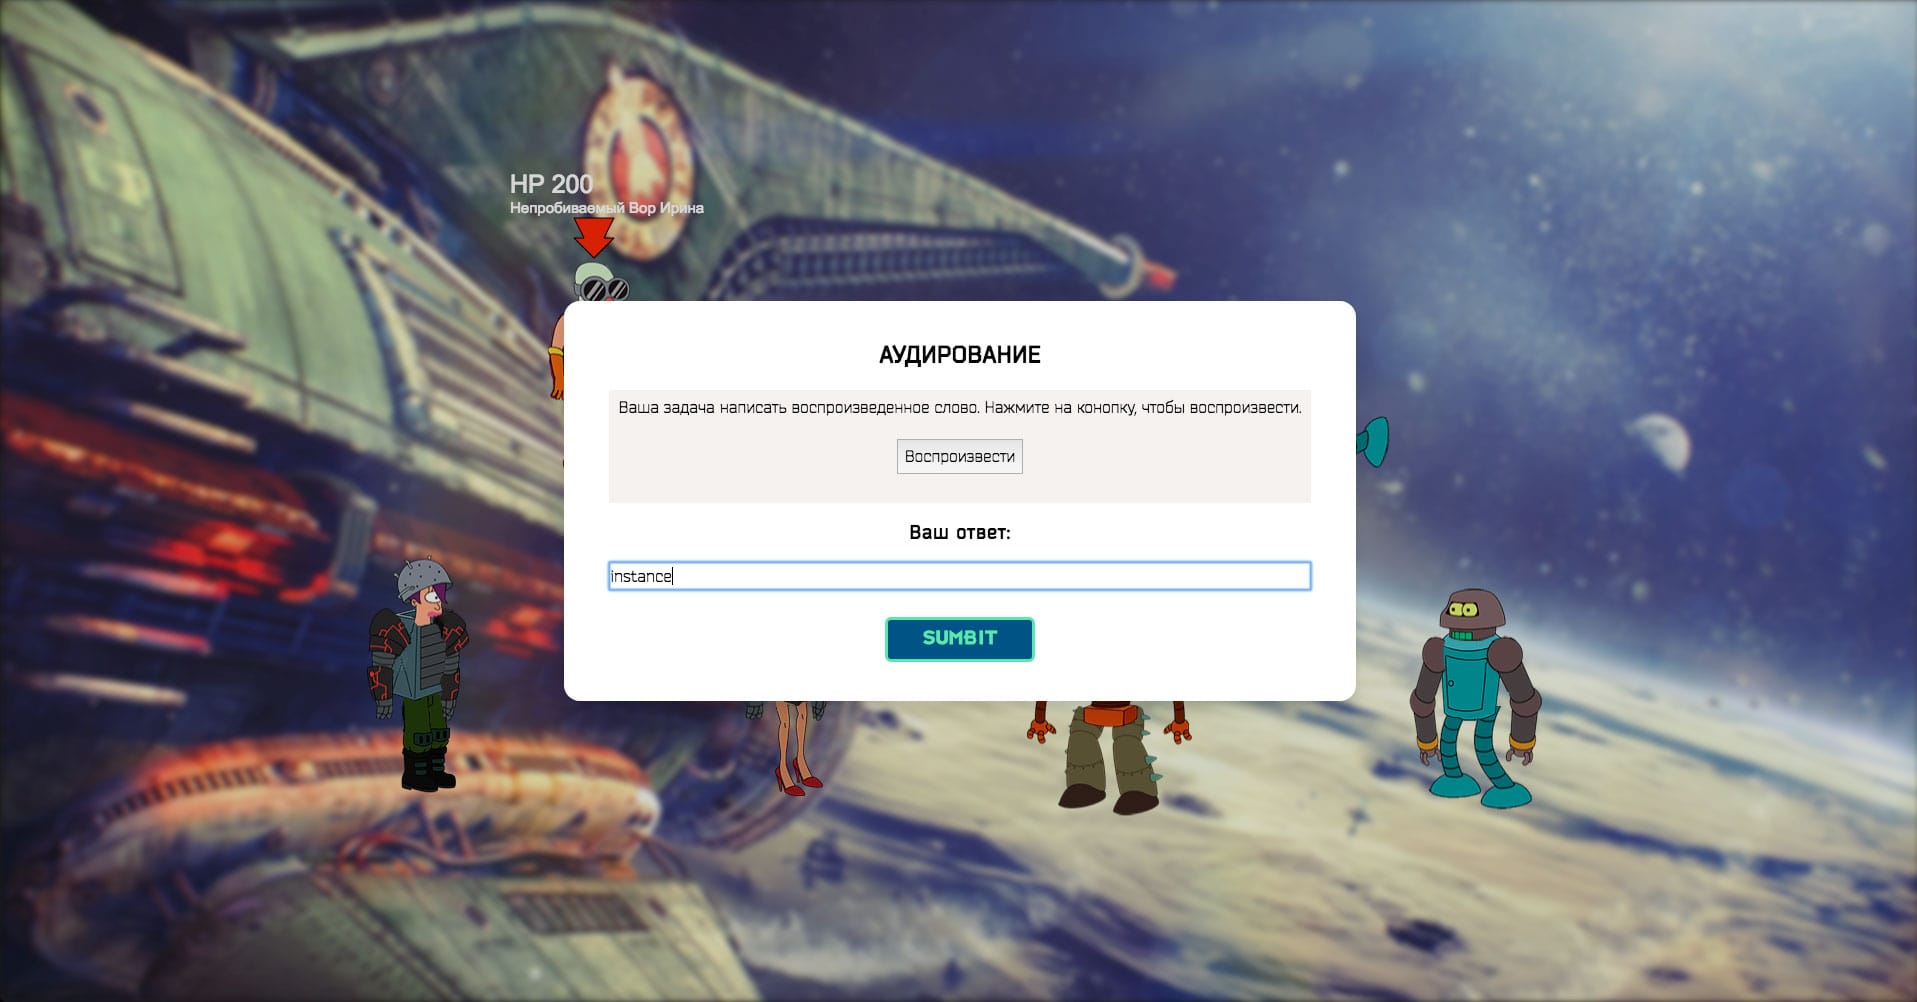 HP 200
Непробиваемый Вор Ирина
АУДИРОВАНИЕ
Ваша задача написать воспроизведенное слово. Нажмите на конопку, чтобы воспроизвести.
Воспроизвести
Ваш ответ:
instance
SUMBIT